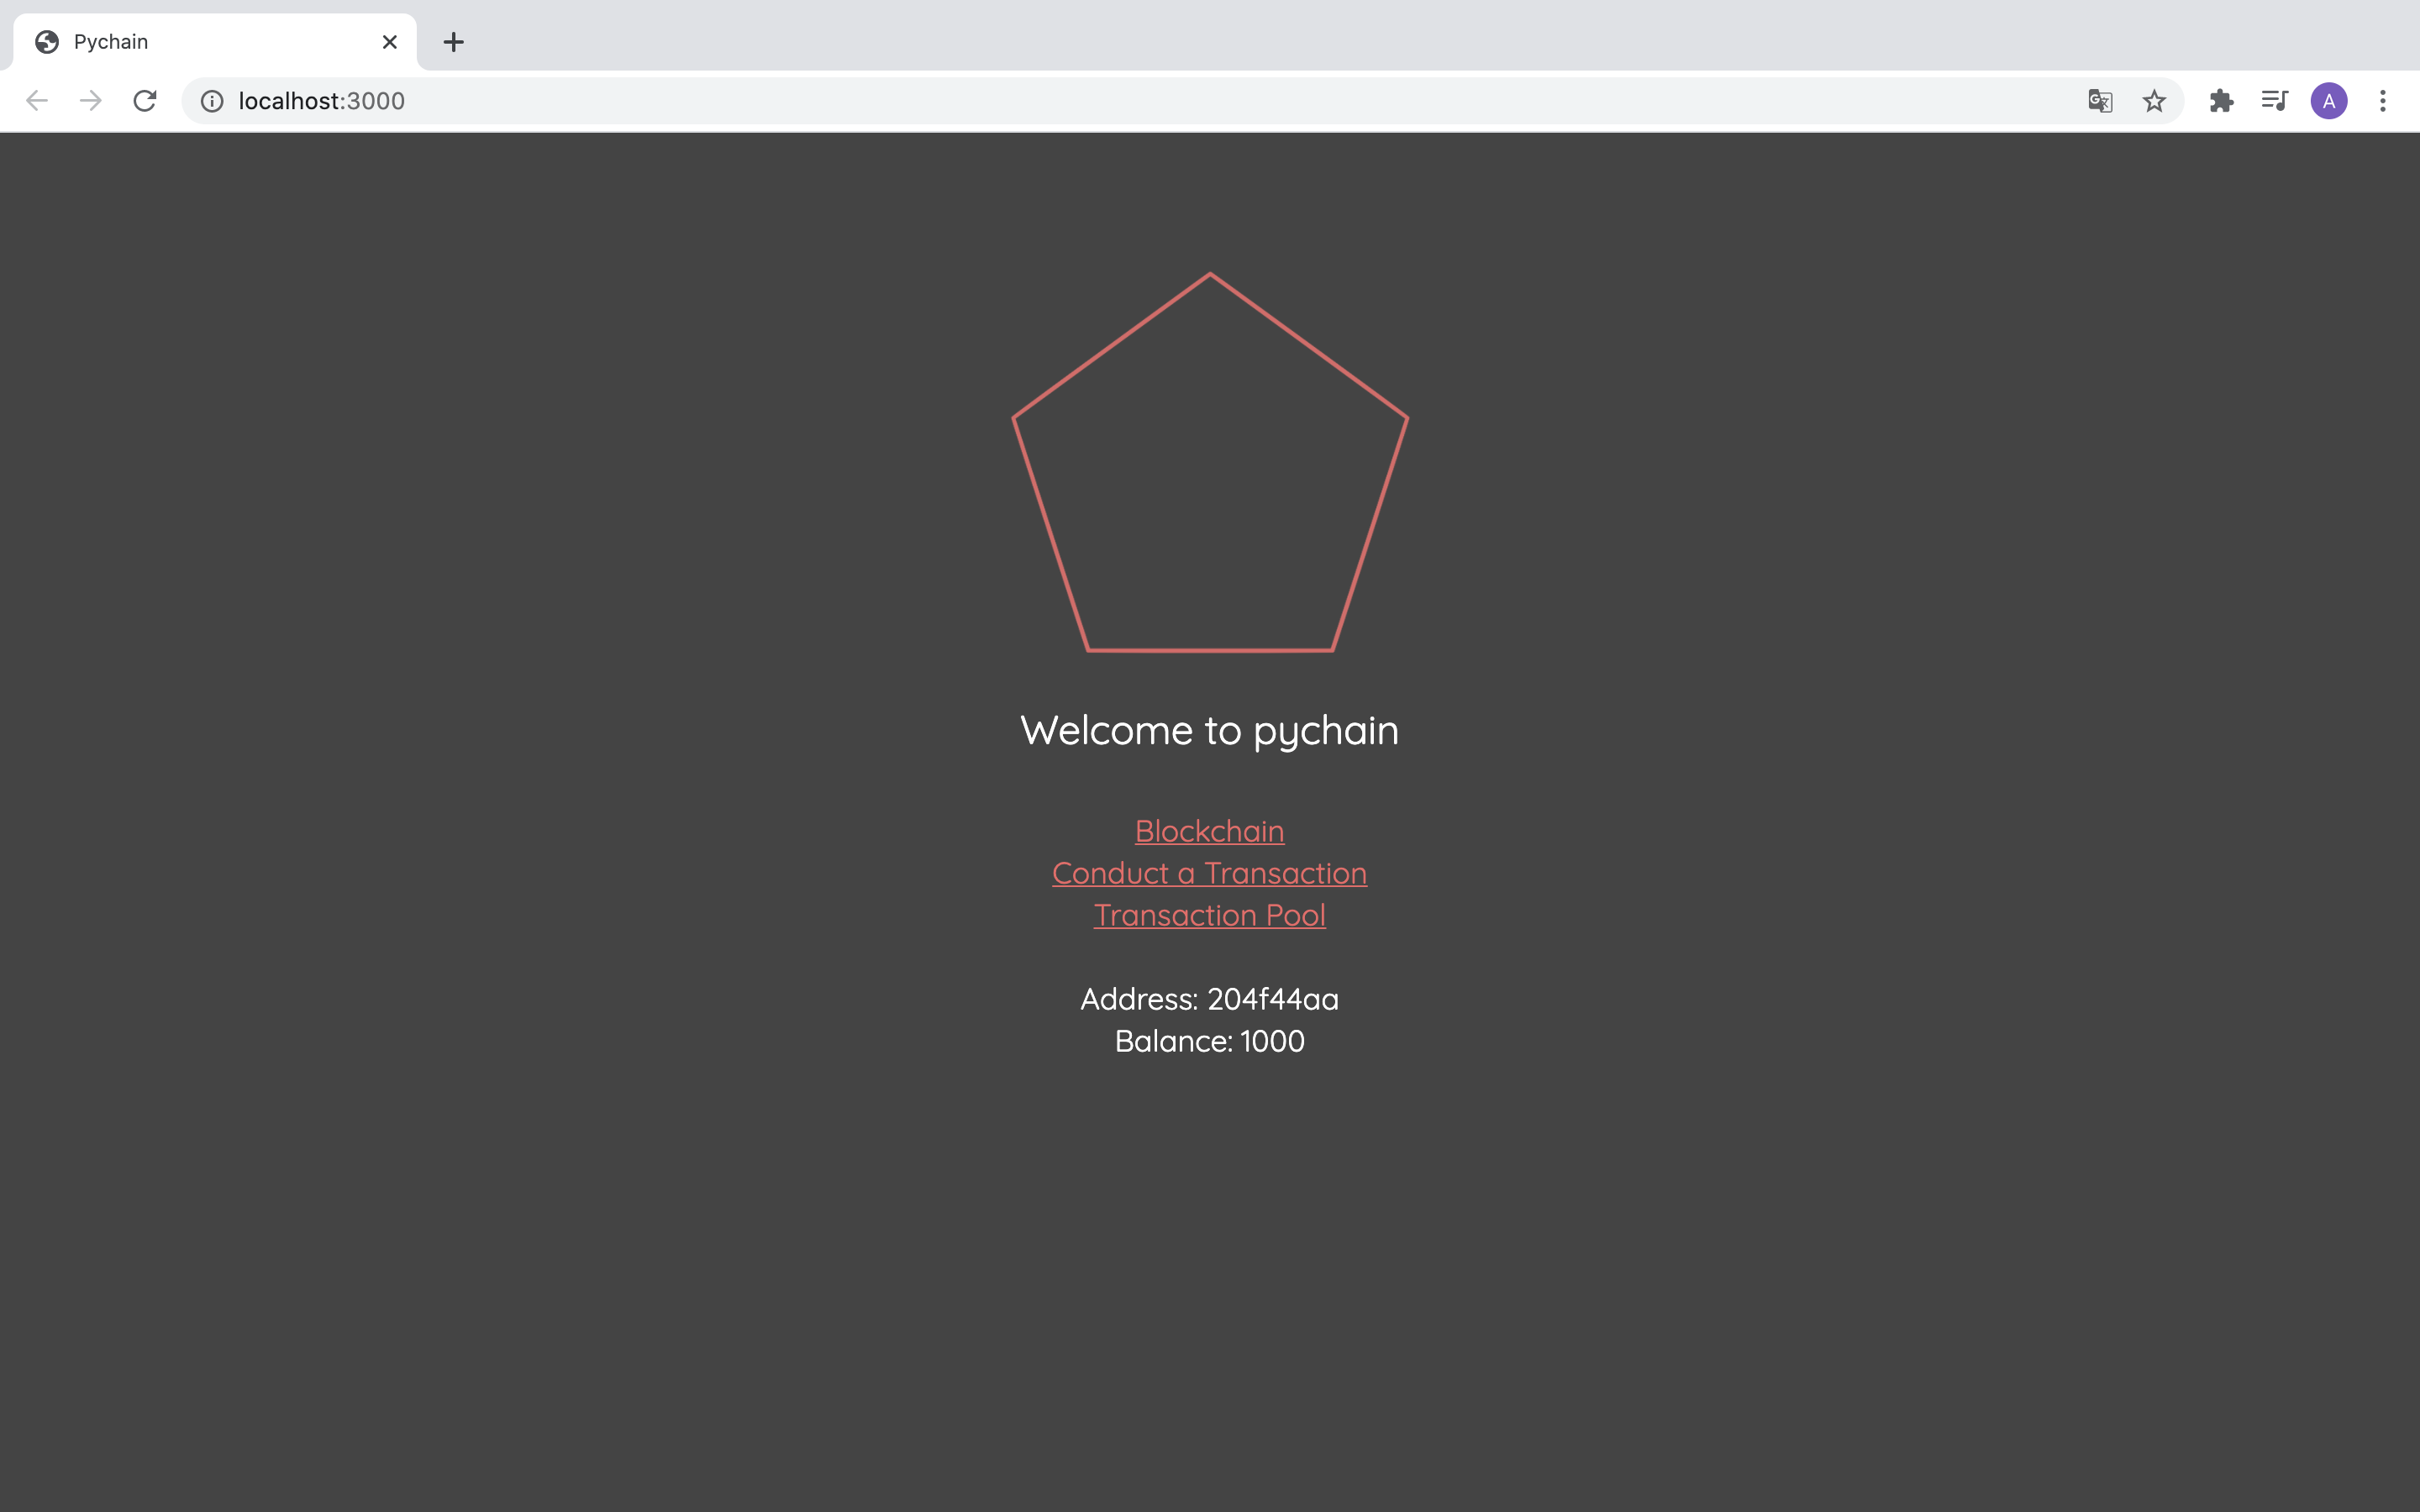 Pychain
localhost:3000
A
Welcome to pychain
Blockchain
Conduct a Transaction
Transaction Pool
Address: 204f44aa
Balance: 1000